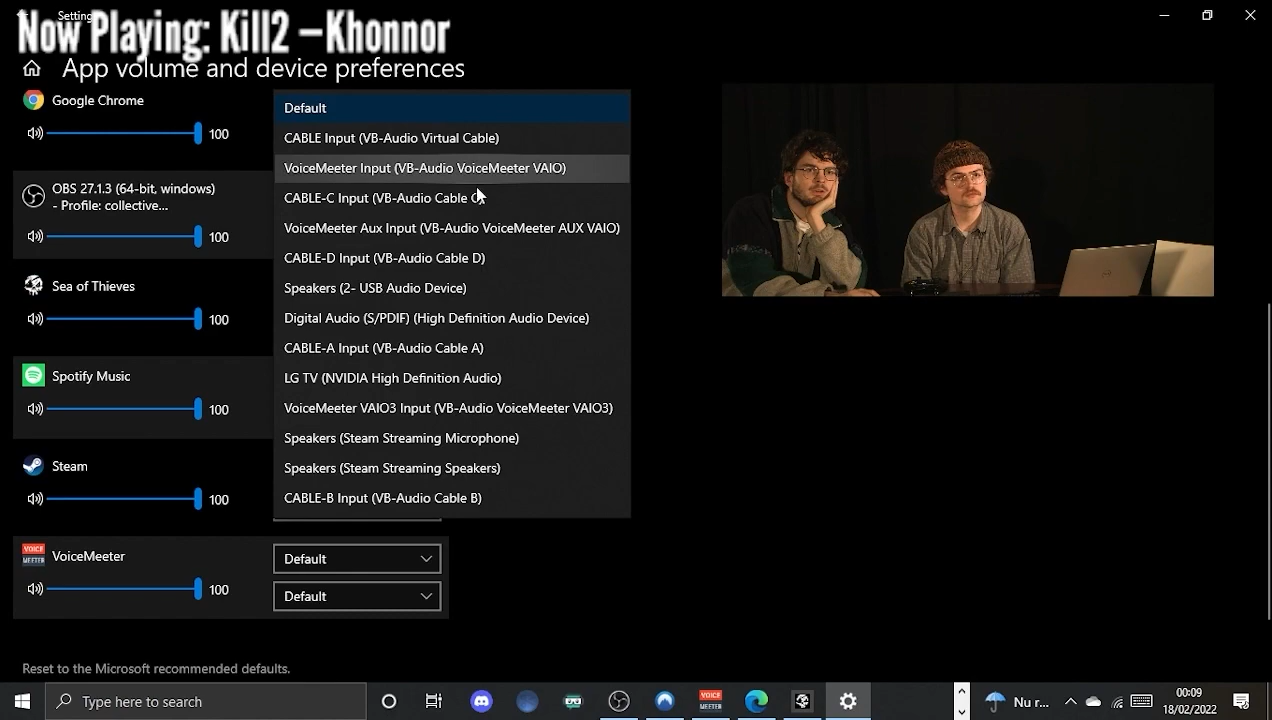 Settings
Now Playing: Kill2 –Khonnor
App volume and device preferences
Google Chrome
100
OBS 27.1.3 (64-bit, windows)
- Profile: collective...
100
Sea of Thieves
100
Spotify Music
100
Steam
100
VoiceMeeter
100
Default
CABLE Input (VB-Audio Virtual Cable)
VoiceMeeter Input (VB-Audio VoiceMeeter VAIO)
CABLE-C Input (VB-Audio Cable C)
VoiceMeeter Aux Input (VB-Audio VoiceMeeter AUX VAIO)
CABLE-D Input (VB-Audio Cable D)
Speakers (2- USB Audio Device)
Digital Audio (S/PDIF) (High Definition Audio Device)
CABLE-A Input (VB-Audio Cable A)
LG TV (NVIDIA High Definition Audio)
VoiceMeeter VAIO3 Input (VB-Audio VoiceMeeter VAIO3)
Speakers (Steam Streaming Microphone)
Speakers (Steam Streaming Speakers)
CABLE-B Input (VB-Audio Cable B)
Default
Default
Reset to the Microsoft recommended defaults.
Type here to search
VOICE
MEETER
Nu r...
00:09
18/02/2022